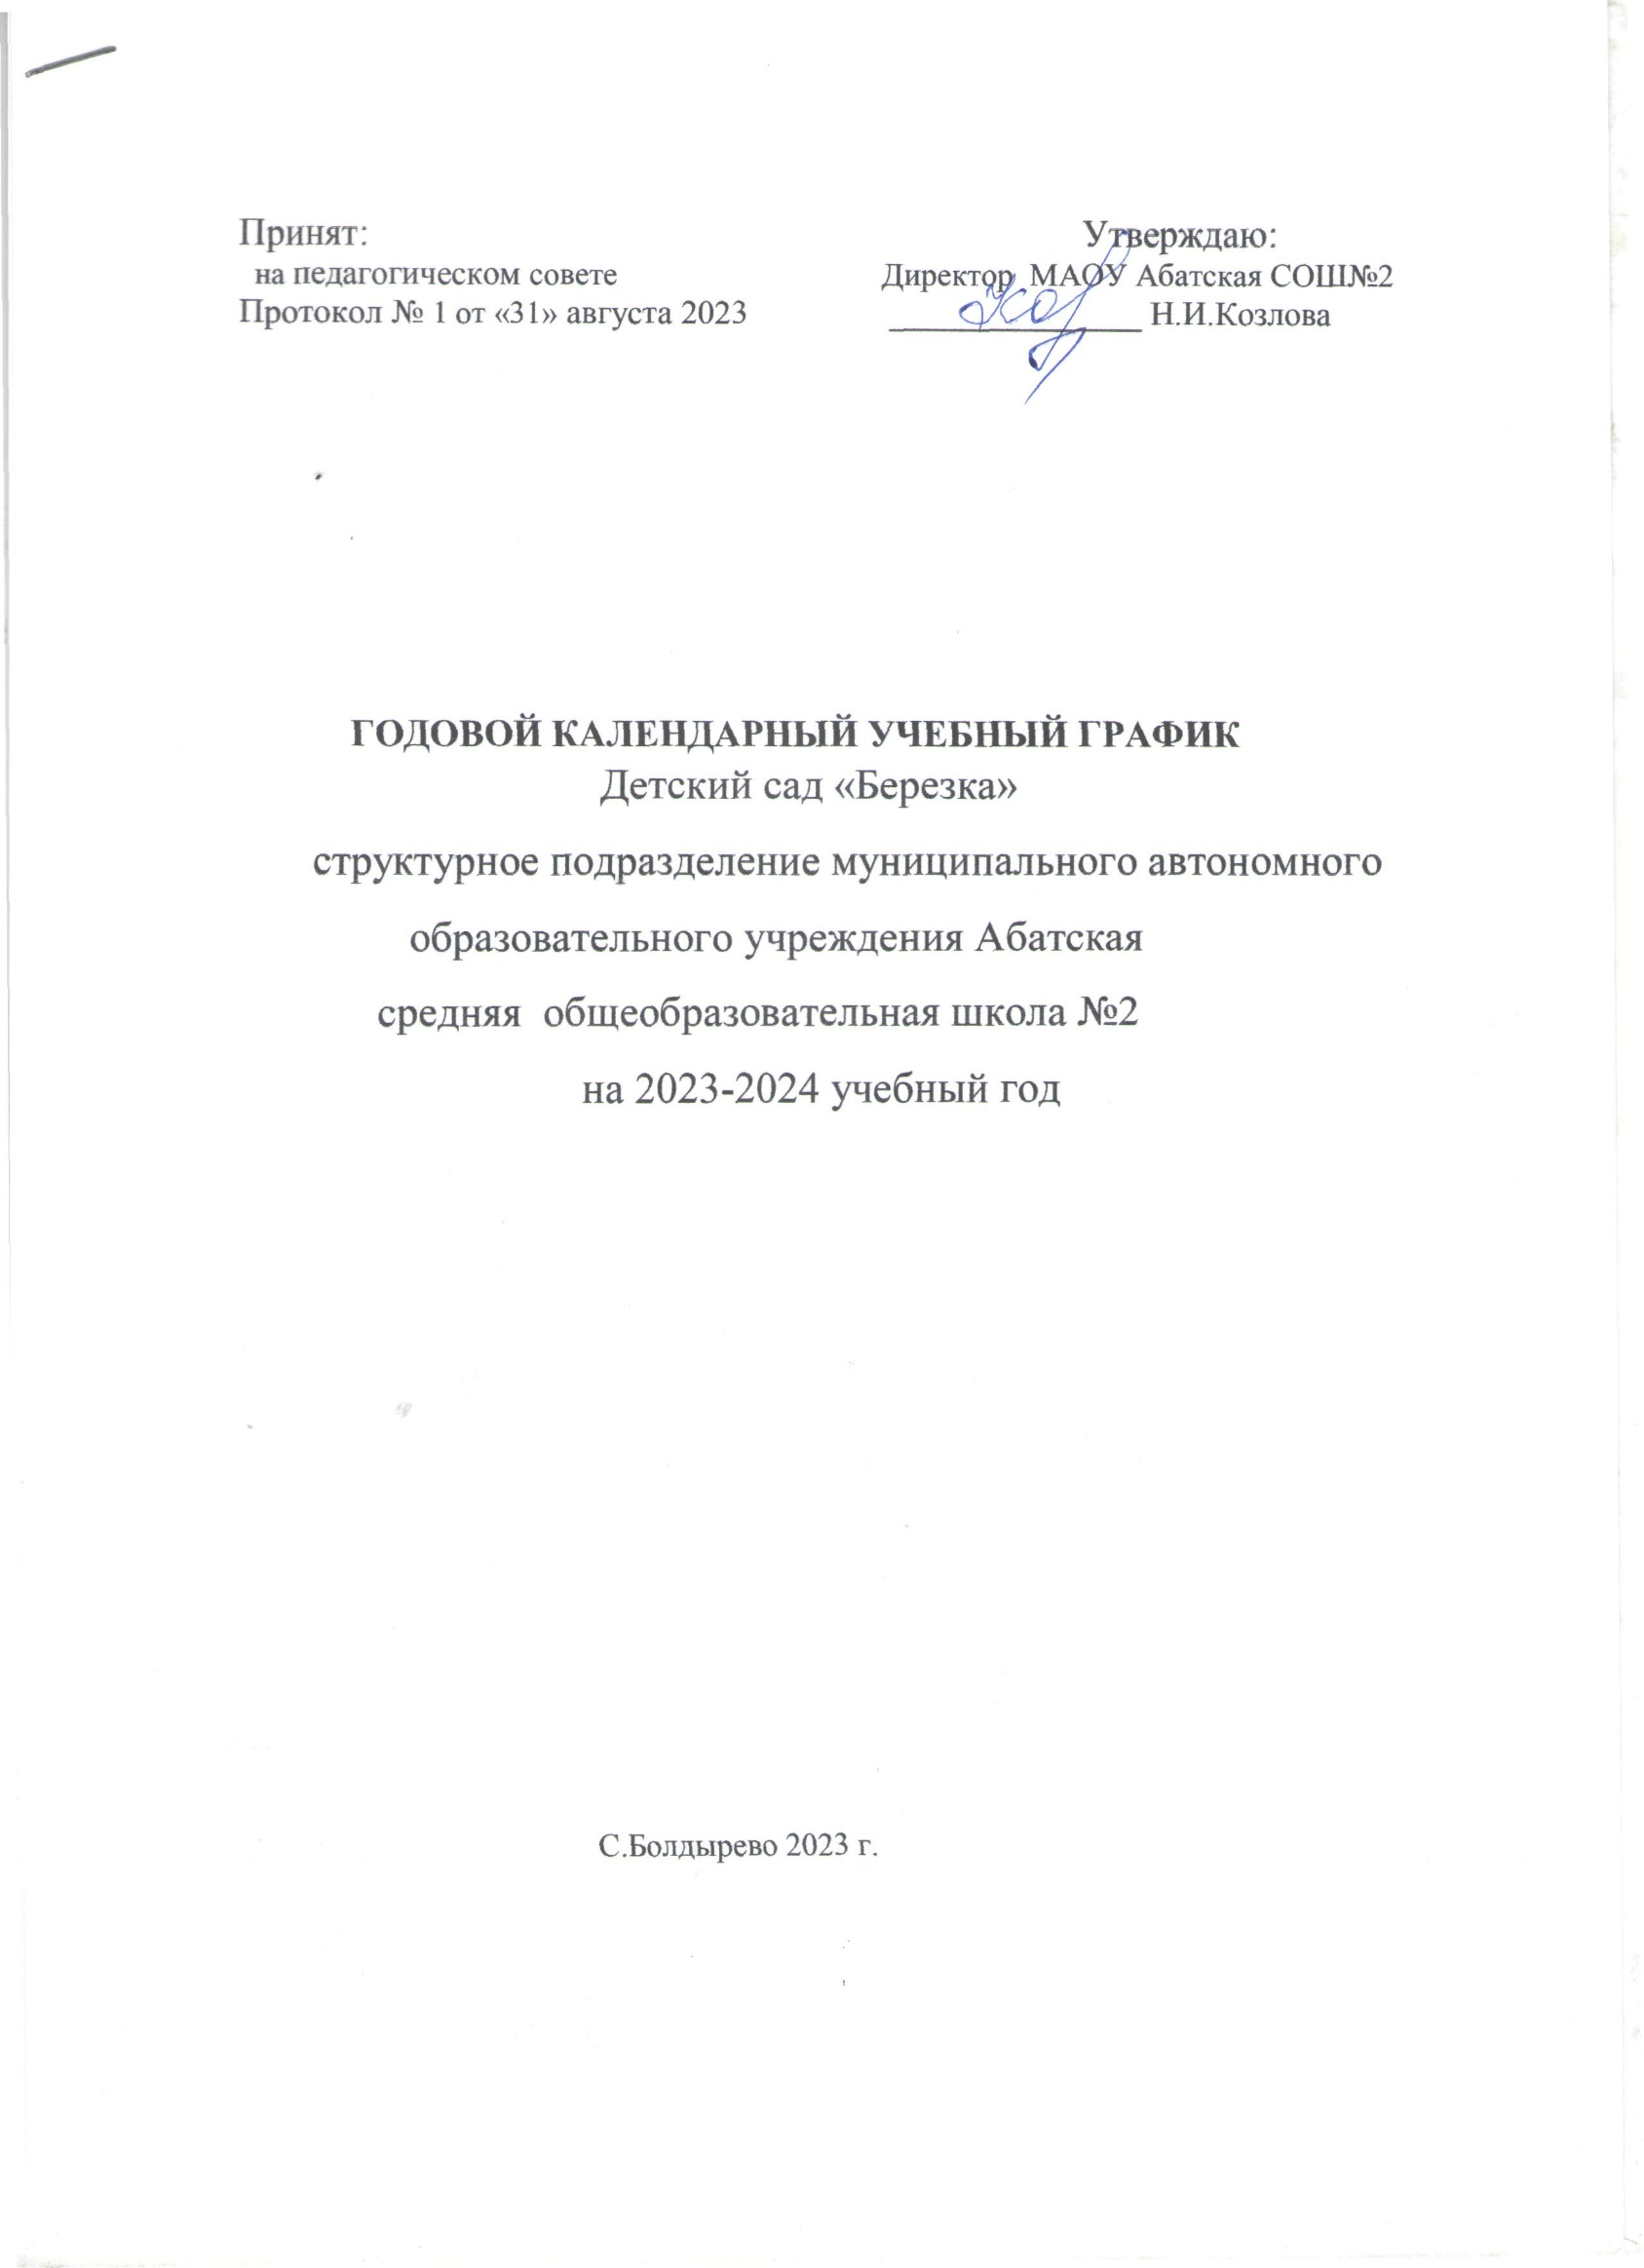 Принят:
на педагогическом совете
Протокол № 1 от «31» августа 2023
Утверждаю:
Директор МАОУ Абатская СОШ№2
Н.И.Козлова
ГОДОВОЙ КАЛЕНДАРНЫЙ УЧЕБНЫЙ ГРАФИК
Детский сад «Березка»
структурное подразделение муниципального автономного
образовательного учреждения Абатская
средняя общеобразовательная школа №2
на 2023-2024 учебный год
С.Болдырево 2023 г.